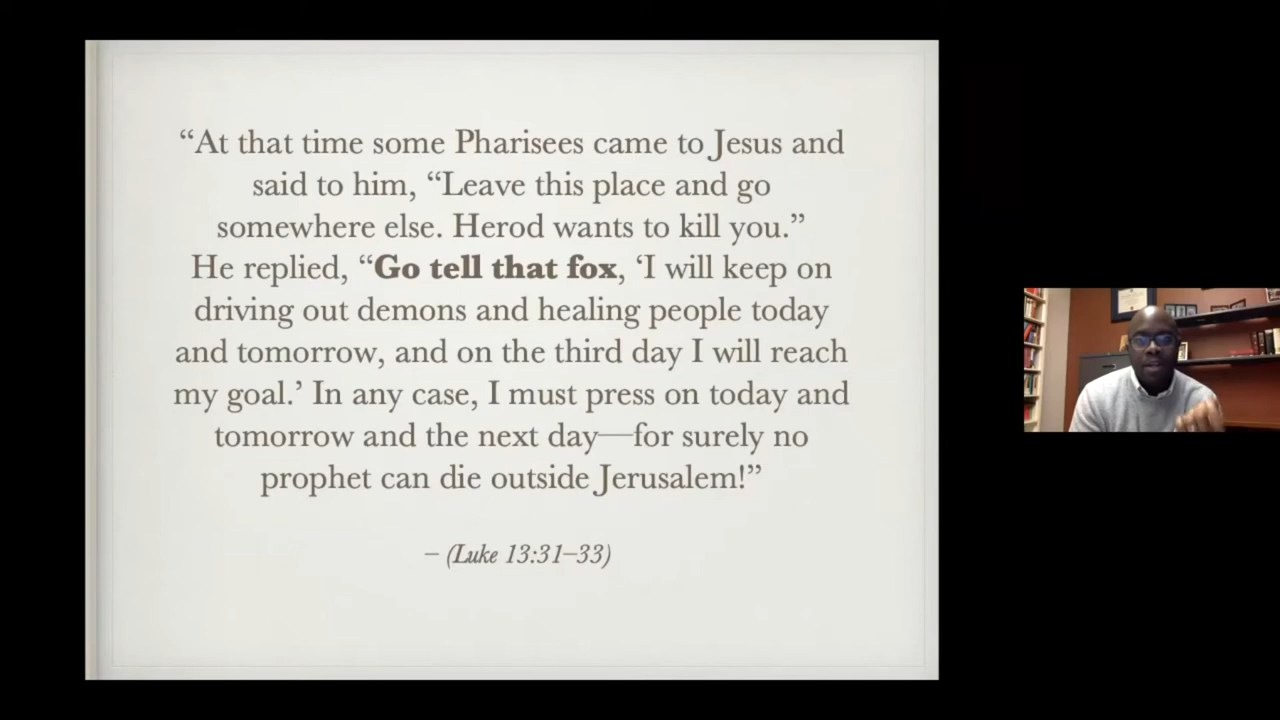 “At that time some Pharisees came to Jesus and
said to him, “Leave this place and go
somewhere else. Herod wants to kill you.”
He replied, “Go tell that fox, ‘I will keep on
driving out demons and healing people today
and tomorrow, and on the third day I will reach
my goal.’ In any case, I must press on today and
tomorrow and the next day—for surely no
prophet can die outside Jerusalem!”
– (Luke 13:31–33)